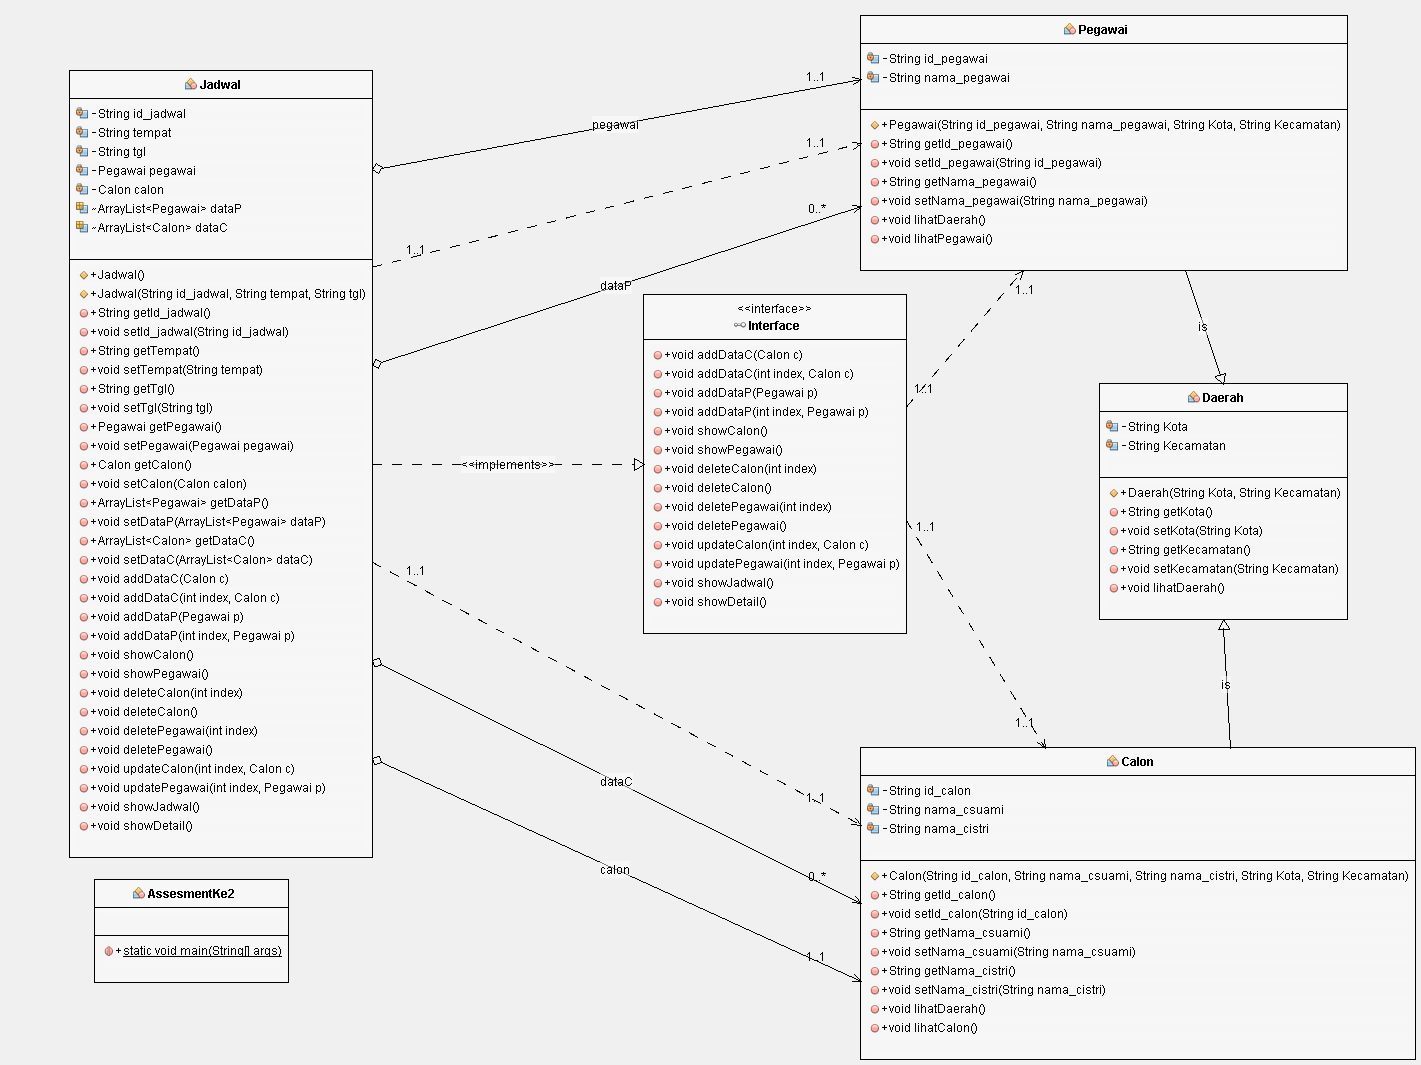 Jadwal
-String id_jadwal
-String tempat
-String tgl
-Pegawai pegawai
-Calon calon
~ArrayList<Pegawai> dataP
~ArrayList<Calon> dataC
+Jadwal()
+Jadwal(String id_jadwal, String tempat, String tgl)
+String getId_jadwal()
+void setId_jadwal(String id_jadwal)
+String getTempat()
+void setTempat(String tempat)
+String getTgl()
+void setTgl(String tgl)
+Pegawai getPegawai()
+void setPegawai(Pegawai pegawai)
+Calon getCalon()
+void setCalon(Calon calon)
+ArrayList<Pegawai> getDataP()
+void setDataP(ArrayList<Pegawai> dataP)
+ArrayList<Calon> getDataC()
+void setDataC(ArrayList<Calon> dataC)
+void addDataC(Calon c)
+void addDataC(int index, Calon c)
+void addDataP(Pegawai p)
+void addDataP(int index, Pegawai p)
+void showCalon()
+void showPegawai()
+void deleteCalon(int index)
+void deleteCalon()
+void deletePegawai(int index)
+void deletePegawai()
+void updateCalon(int index, Calon c)
+void updatePegawai(int index, Pegawai p)
+void showJadwal()
+void showDetail()
AssesmentKe2
+static void main(String[] args)
pegawai
1..1
1..1
1..1
dataP
0..*
<<implements>>
1..1
1..1
dataC
0..*
calon
1..1
<<interface>>
Interface
+void addDataC(Calon c)
+void addDataC(int index, Calon c)
+void addDataP(Pegawai p)
+void addDataP(int index, Pegawai p)
+void showCalon()
+void showPegawai()
+void deleteCalon(int index)
+void deleteCalon()
+void deletePegawai(int index)
+void deletePegawai()
+void updateCalon(int index, Calon c)
+void updatePegawai(int index, Pegawai p)
+void showJadwal()
+void showDetail()
1..1
1..1
1..1
1..1
Pegawai
-String id_pegawai
-String nama_pegawai
+Pegawai(String id_pegawai, String nama_pegawai, String Kota, String Kecamatan)
+String getId_pegawai()
+void setId_pegawai(String id_pegawai)
+String getNama_pegawai()
+void setNama_pegawai(String nama_pegawai)
+void lihatDaerah()
+void lihatPegawai()
is
Daerah
-String Kota
-String Kecamatan
+Daerah(String Kota, String Kecamatan)
+String getKota()
+void setKota(String Kota)
+String getKecamatan()
+void setKecamatan(String Kecamatan)
+void lihatDaerah()
is
Calon
-String id_calon
-String nama_csuami
-String nama_cistri
+Calon(String id_calon, String nama_csuami, String nama_cistri, String Kota, String Kecamatan)
+String getId_calon()
+void setId_calon(String id_calon)
+String getNama_csuami()
+void setNama_csuami(String nama_csuami)
+String getNama_cistri()
+void setNama_cistri(String nama_cistri)
+void lihatDaerah()
+void lihatCalon()